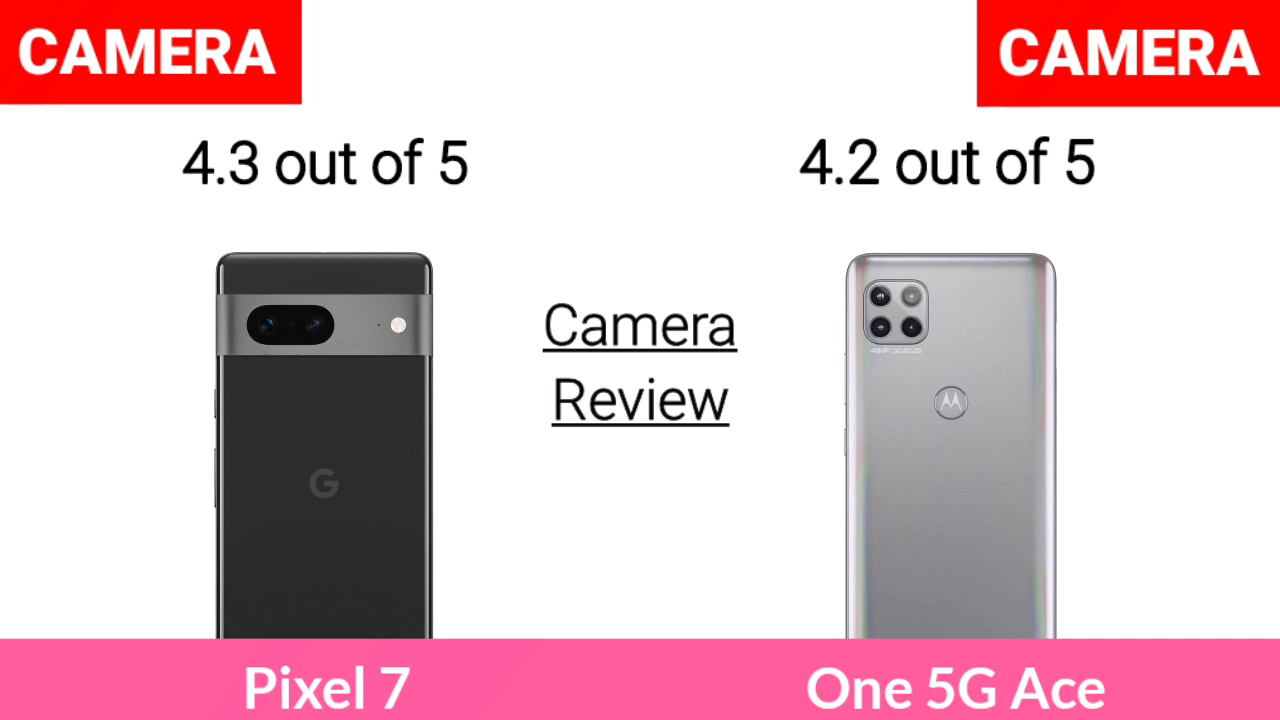 CAMERA
CAMERA
4.3 out of 5
4.2 out of 5
Camera
Review
48MP
G
Pixel 7
One 5G Ace